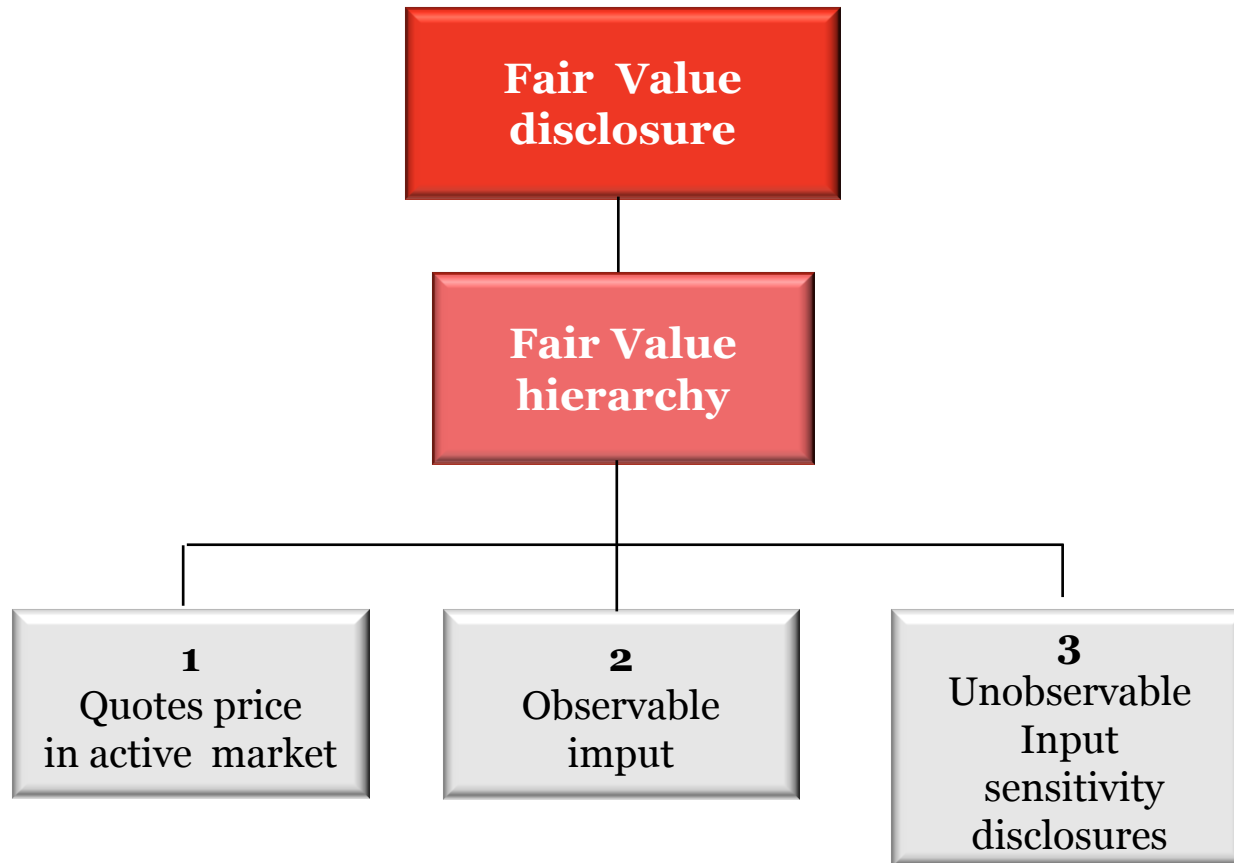 Fair Value
disclosure
Fair Value
hierarchy
1
Quotes price
in active market
2
Observable
imput
3
Unobservable
Input
sensitivity
disclosures